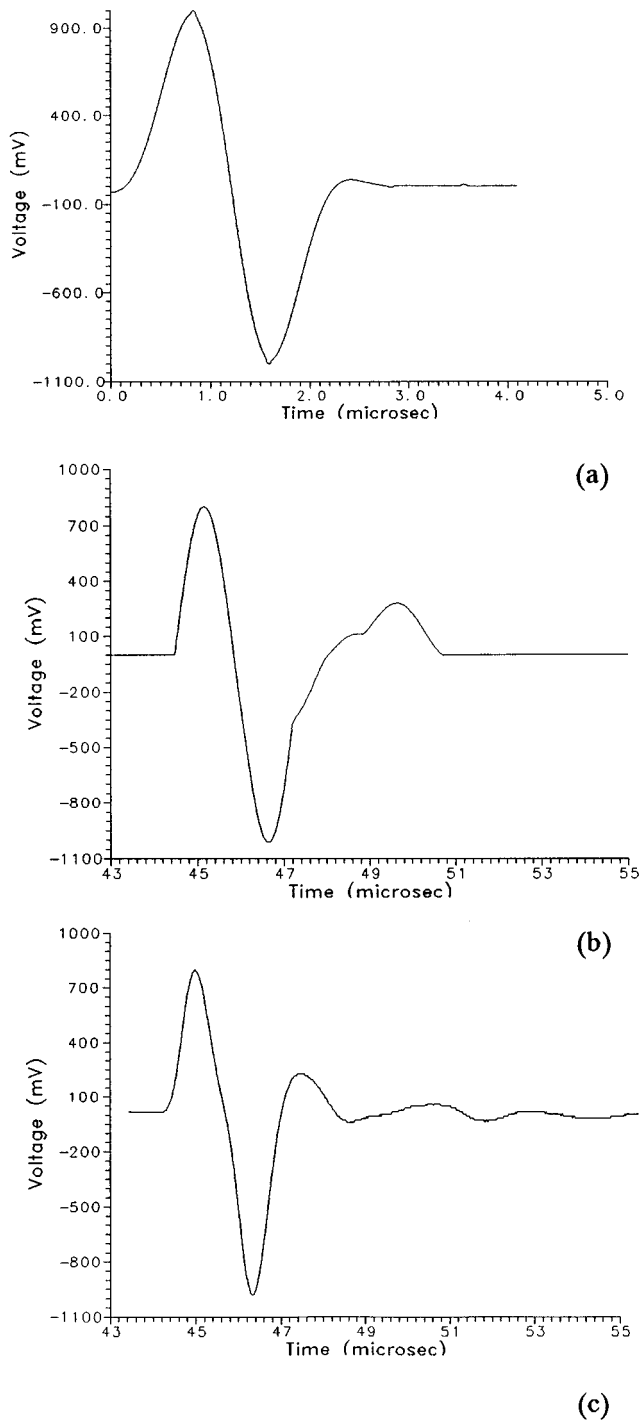 900.0
400.0
-100.0
-600.0
-1100.0
Voltage (mV)
0.0 1.0 2.0 3.0 4.0 5.0
Time (microsec)
(a)
1000
700
400
100
-200
-500
-800
-1100
Voltage (mV)
43 45 47 49 51 53 55
Time (microsec)
(b)
1000
700
400
100
-200
-500
-800
-1100
Voltage (mV)
43 45 47 49 51 53 55
Time (microsec)
(c)